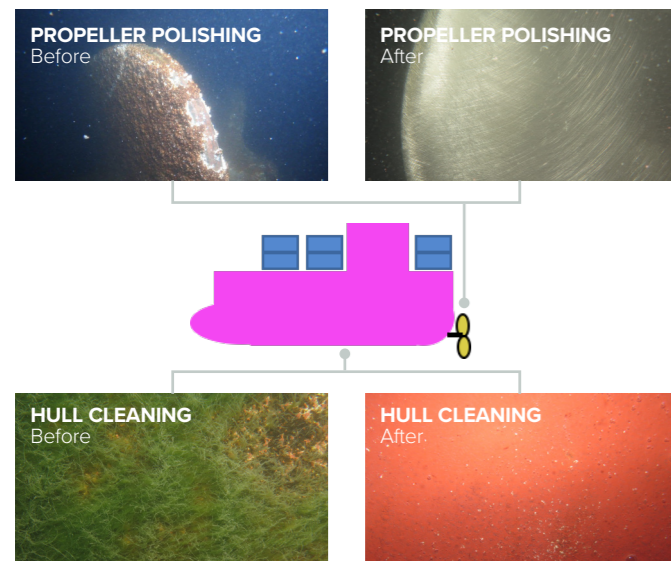 PROPELLER POLISHING
Before
PROPELLER POLISHING
After
HULL CLEANING
Before
HULL CLEANING
After